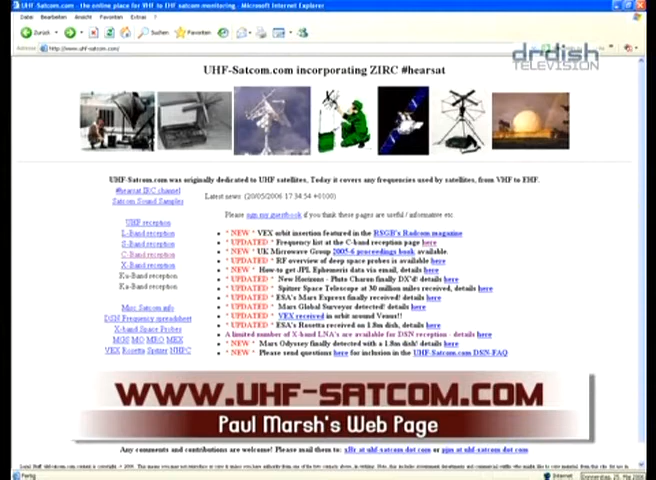 UHF-Satcom.com - the online place for VHF to EHF satcom monitoring - Microsoft Internet Explorer
Datei Bearbeiten Ansicht Favoriten Extras ?
Zurück Suchen Favoriten
Adresse http://www.uhf-satcom.com/
drdish
TELEVISION
UHF-Satcom.com incorporating ZIRC #hearsat
UHF-Satcom.com was originally dedicated to UHF satellites, Today it covers any frequencies used by satellites, from VHF to EHF.
#hearsat IRC channel
Satcom Sound Samples
UHF reception
L-Band reception
S-Band reception
C-Band reception
X-Band reception
Ku-Band reception
Ka-Band reception
Misc Satcom info
DSN Frequency spreadsheet
X-band Space Probes
MGS MO MRO MEX
VEX Rosetta Spitzer NHPC
Latest news (20/05/2006 17:34:54 +0100)
Please sign my guestbook if you think these pages are useful / informative etc
* NEW * VEX orbit insertion featured in the RSGB's Radcom magazine
* UPDATED * Frequency list at the C-band reception page here
* NEW * UK Microwave Group 2005-6 proceedings book available.
* UPDATED * RF overview of deep space probes is available here
* NEW * How-to get JPL Ephemeris data via email, details here
* UPDATED * New Horizons - Pluto Charon finally DX'd! details here
* UPDATED * Spitzer Space Telescope at 30 million miles received, details here
* UPDATED * ESA's Mars Express finally received! details here
* UPDATED * Mars Global Surveyor detected! details here
* UPDATED * VEX received in orbit around Venus!!
* UPDATED * ESA's Rosetta received on 1.8m dish, details here
A limited number of X-band LNA's are available for DSN reception - details here
* NEW * Mars Odyssey finally detected with a 1.8m dish! details here
* NEW * Please send questions here for inclusion in the UHF-Satcom.com DSN-FAQ
WWW.UHF-SATCOM.COM
Paul Marsh's Web Page
Any comments and contributions are welcome! Please mail them to:
Fertig
Internet
Donnerstag, 25. Mai 2006